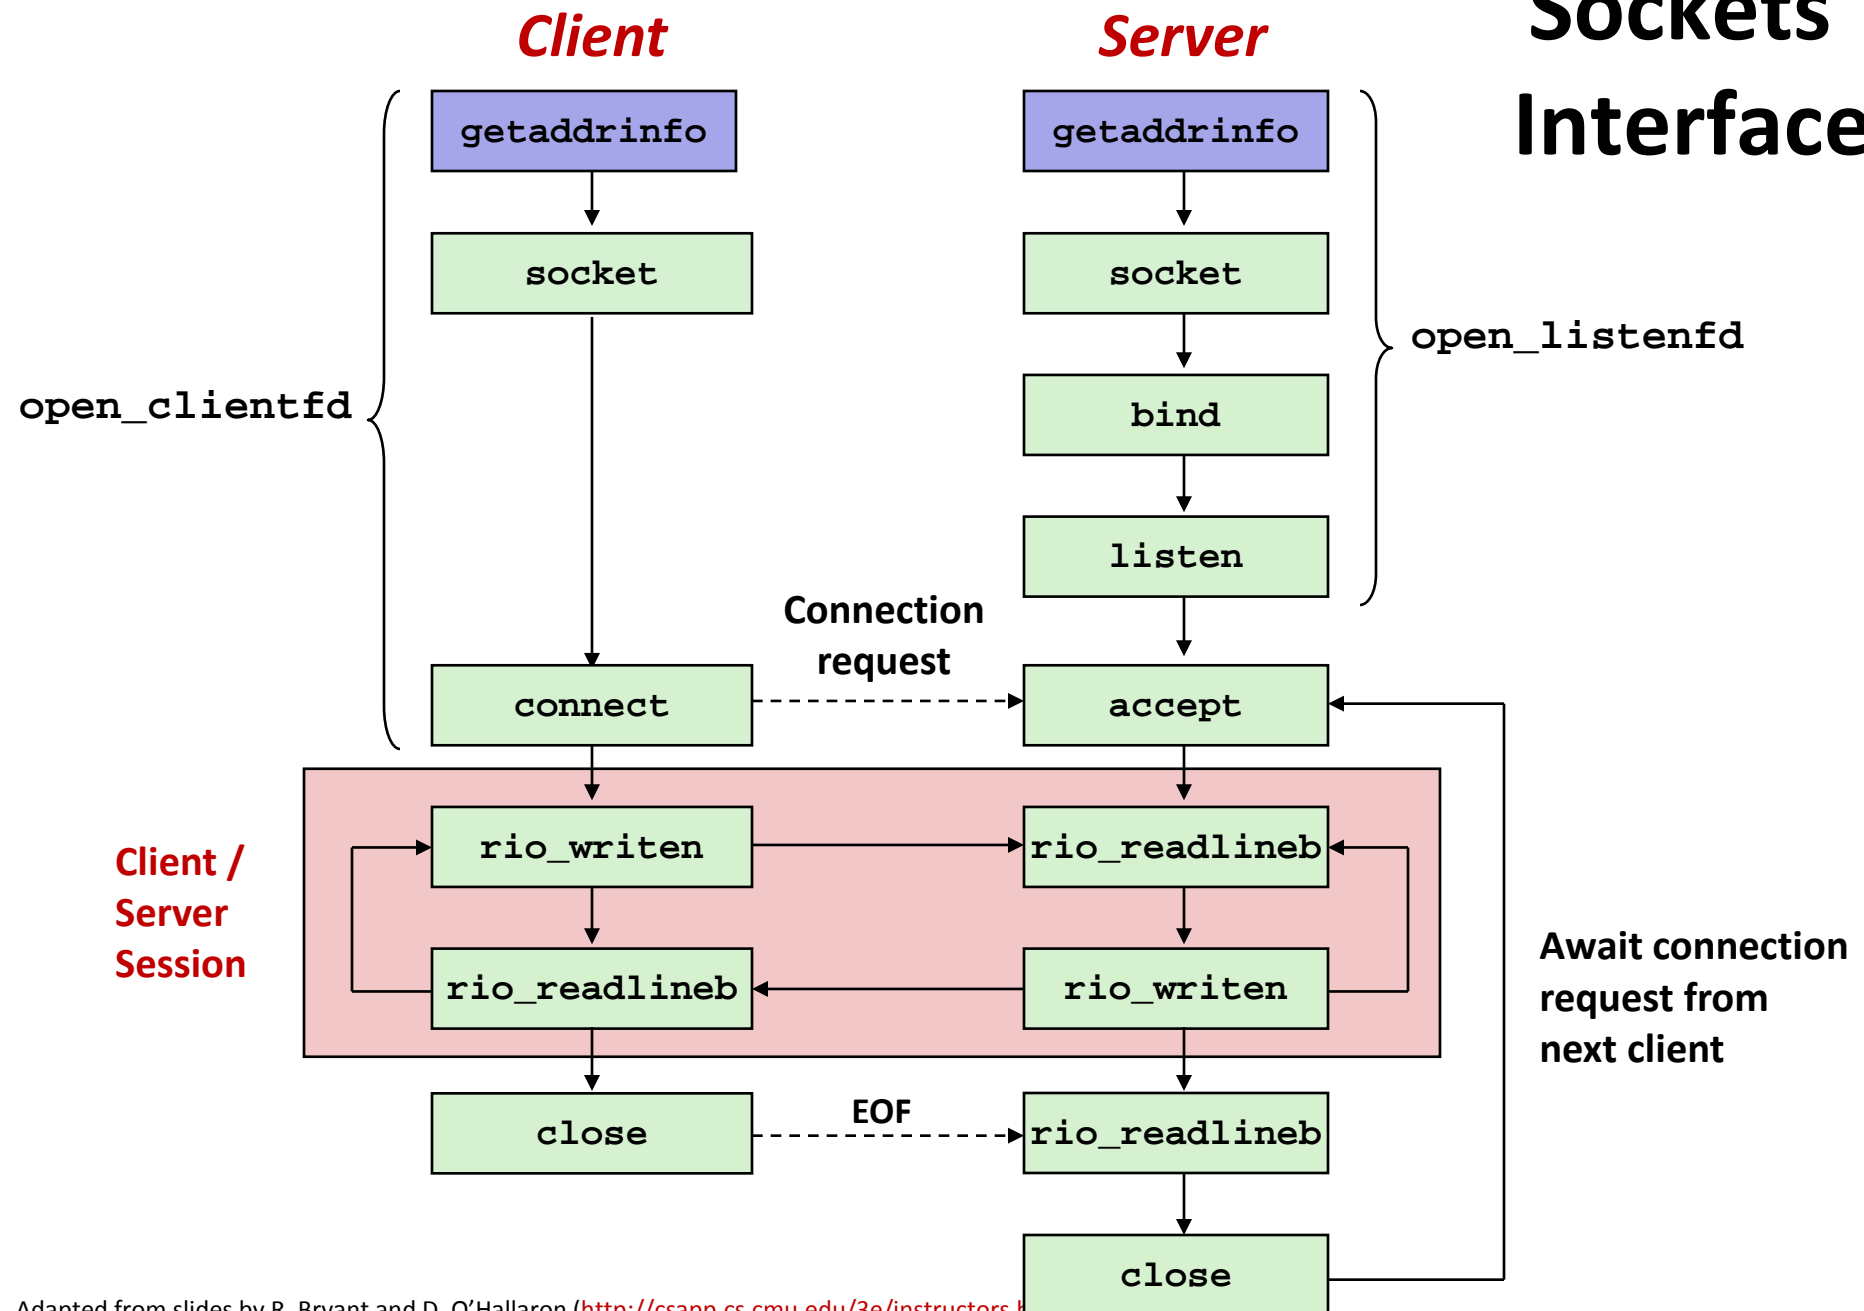 Sockets
Interface
Client
Server
getaddrinfo
getaddrinfo
socket
socket
open_listenfd
open_clientfd
bind
listen
Connection
request
connect
accept
Client /
Server
Session
rio_writen
rio_readlineb
rio_readlineb
rio_writen
Await connection
request from
next client
close
EOF
rio_readlineb
close
Adapted from slides by R. Bryant and D. O'Hallaron (http://csapp.cs.cmu.edu/3e/instructors.h